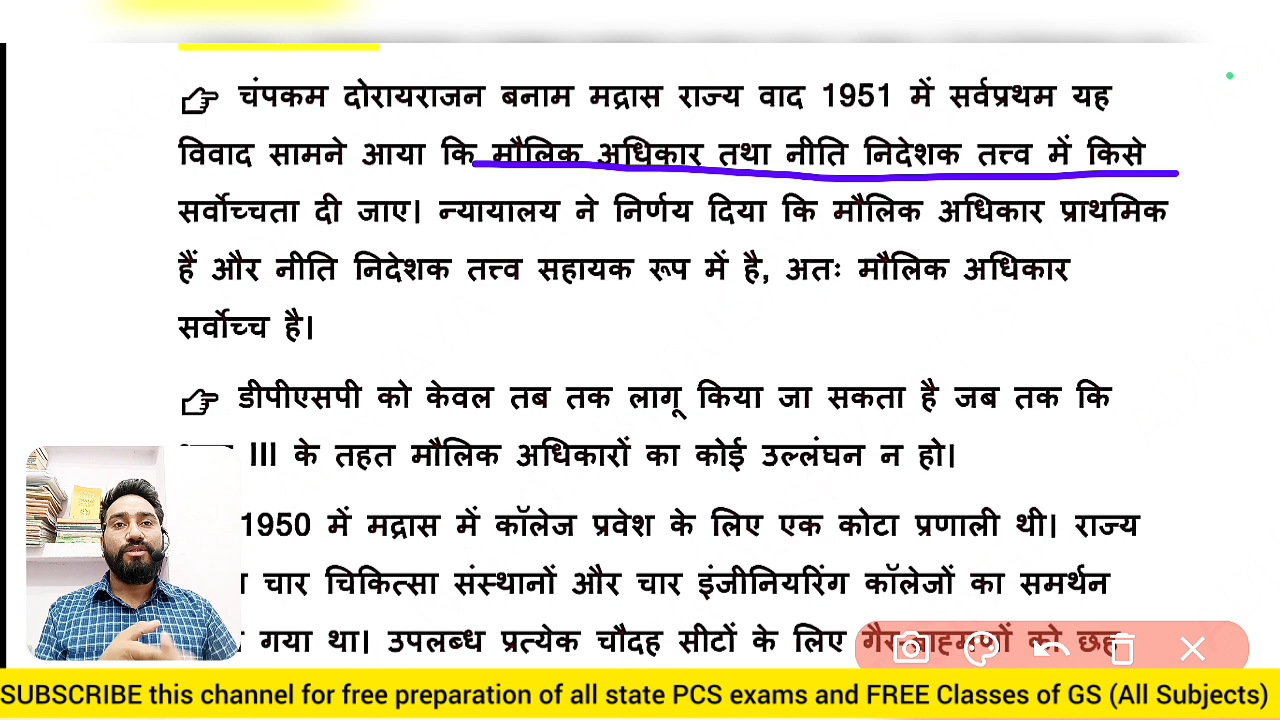 चंपकम दोरायराजन बनाम मद्रास राज्य वाद 1951 में सर्वप्रथम यह
विवाद सामने आया कि मौलिक अधिकार तथा नीति निदेशक तत्त्व में किसे
सर्वोच्चता दी जाए। न्यायालय ने निर्णय दिया कि मौलिक अधिकार प्राथमिक
हैं और नीति निदेशक तत्त्व सहायक रूप में है, अतः मौलिक अधिकार
सर्वोच्च है।
डीपीएसपी को केवल तब तक लागू किया जा सकता है जब तक कि
III के तहत मौलिक अधिकारों का कोई उल्लंघन न हो।
1950 में मद्रास में कॉलेज प्रवेश के लिए एक कोटा प्रणाली थी। राज्य
चार चिकित्सा संस्थानों और चार इंजीनियरिंग कॉलेजों का समर्थन
गया था। उपलब्ध प्रत्येक चौदह सीटों के लिए को छह
SUBSCRIBE this channel for free preparation of all state PCS exams and FREE Classes of GS (All Subjects)